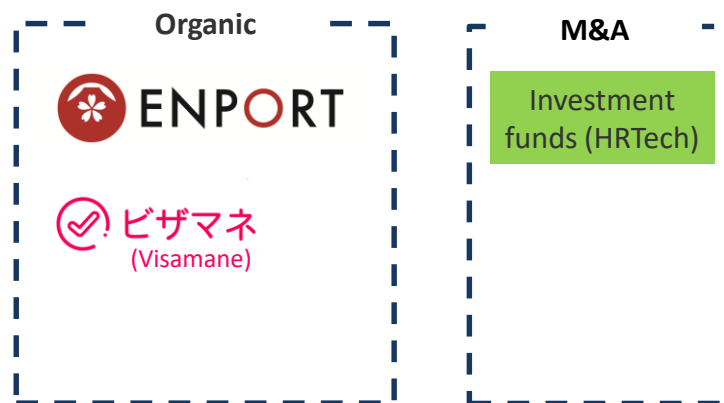 Organic
ENPORT
ビザマネ
(Visamane)
M&A
Investment
funds (HRTech)